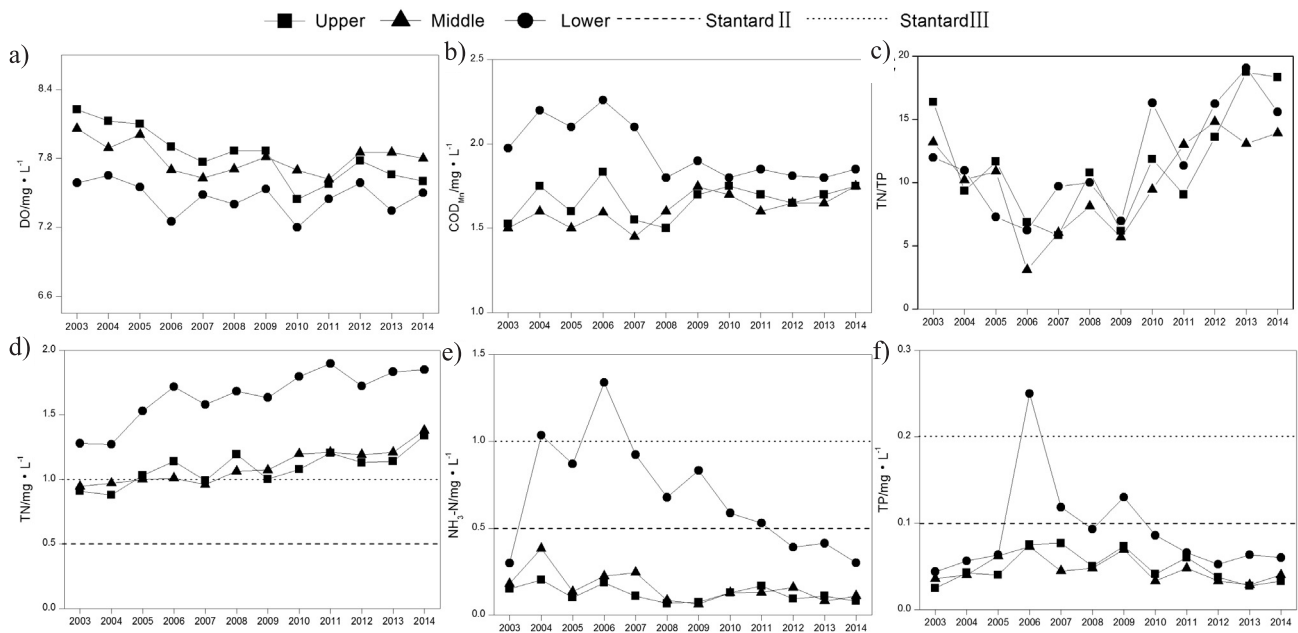 Upper Middle Lower Stantard II StantardIII
a)
8.4
7.8
7.2
6.6
DO/mg • L⁻¹
2003 2004 2005 2006 2007 2008 2009 2010 2011 2012 2013 2014
b)
2.5
2.0
1.5
1.0
COD_Mn/mg • L⁻¹
2003 2004 2005 2006 2007 2008 2009 2010 2011 2012 2013 2014
c)
20
15
10
5
0
TN/TP
2003 2004 2005 2006 2007 2008 2009 2010 2011 2012 2013 2014
d)
2.0
1.5
1.0
0.5
0.0
TN/mg • L⁻¹
2003 2004 2005 2006 2007 2008 2009 2010 2011 2012 2013 2014
e)
1.5
1.0
0.5
0.0
NH₃-N/mg • L⁻¹
2003 2004 2005 2006 2007 2008 2009 2010 2011 2012 2013 2014
f)
0.3
0.2
0.1
0.0
TP/mg • L⁻¹
2003 2004 2005 2006 2007 2008 2009 2010 2011 2012 2013 2014